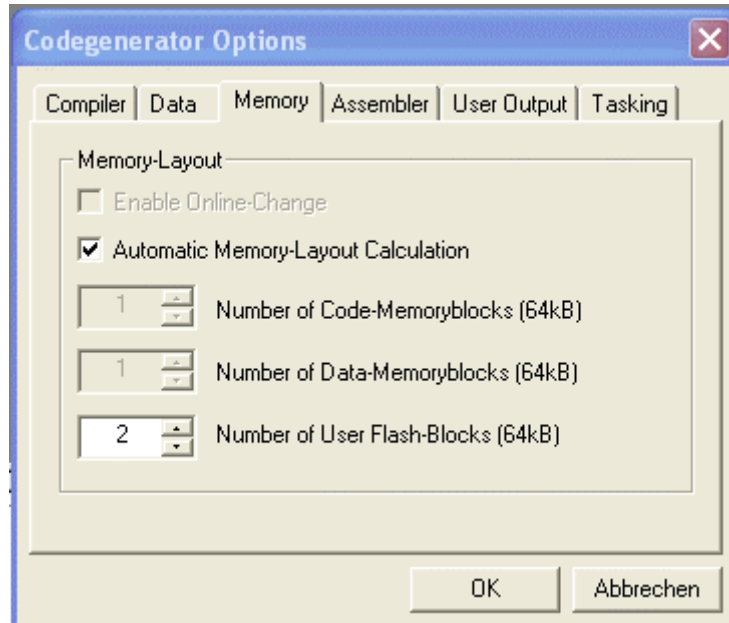 Codegenerator Options
Compiler Data Memory Assembler User Output Tasking
Memory-Layout
Enable Online-Change
Automatic Memory-Layout Calculation
1 Number of Code-Memoryblocks (64kB)
1 Number of Data-Memoryblocks (64kB)
2 Number of User Flash-Blocks (64kB)
OK Abbrechen